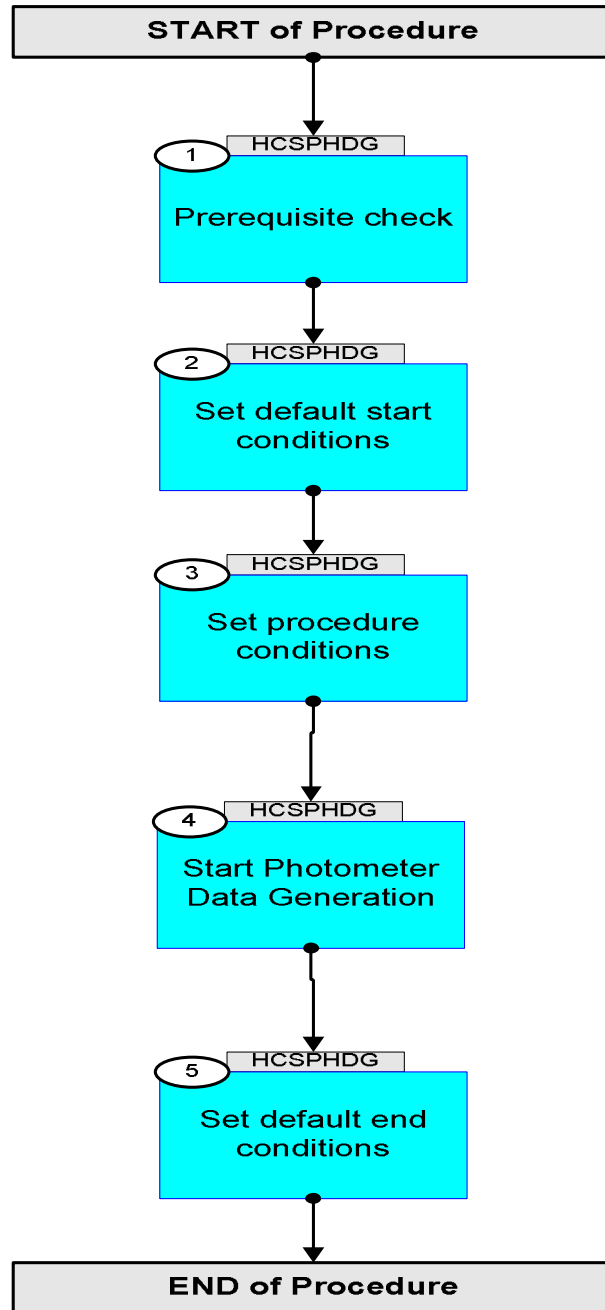 START of Procedure
HCSPHDG
1
Prerequisite check
HCSPHDG
2
Set default start
conditions
HCSPHDG
3
Set procedure
conditions
HCSPHDG
4
Start Photometer
Data Generation
HCSPHDG
5
Set default end
conditions
END of Procedure